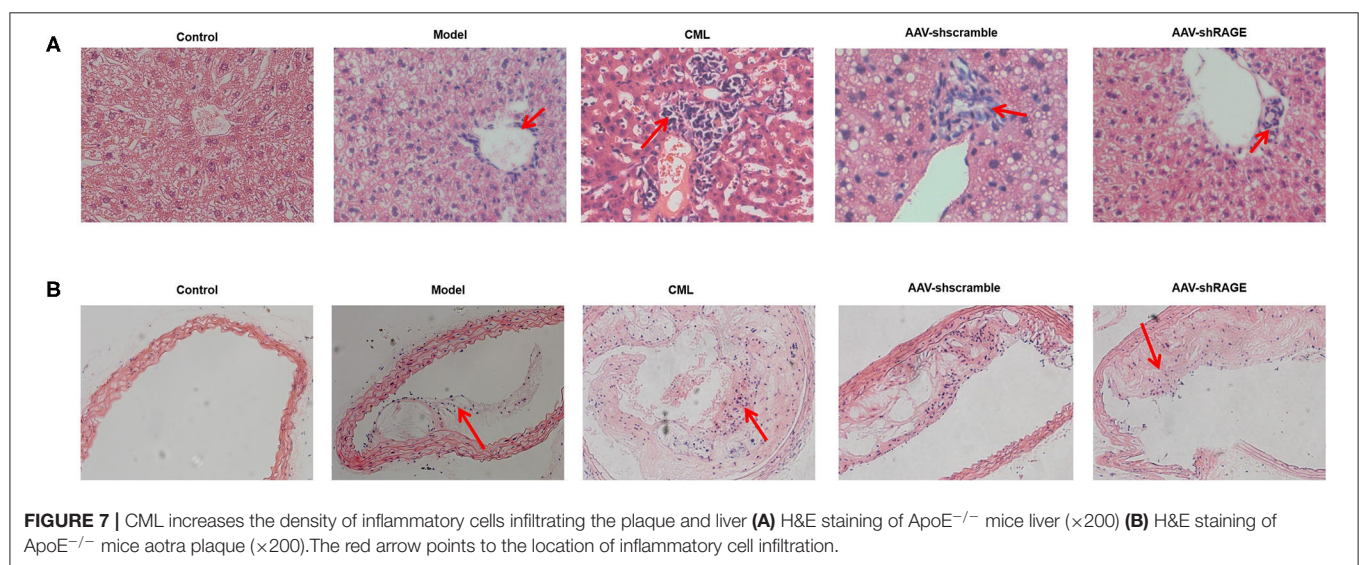 A
Control
Model
CML
AAV-shscramble
AAV-shRAGE
B
Control
Model
CML
AAV-shscramble
AAV-shRAGE
FIGURE 7 | CML increases the density of inflammatory cells infiltrating the plaque and liver (A) H&E staining of ApoE−/− mice liver (×200) (B) H&E staining of
ApoE−/− mice aotra plaque (×200).The red arrow points to the location of inflammatory cell infiltration.